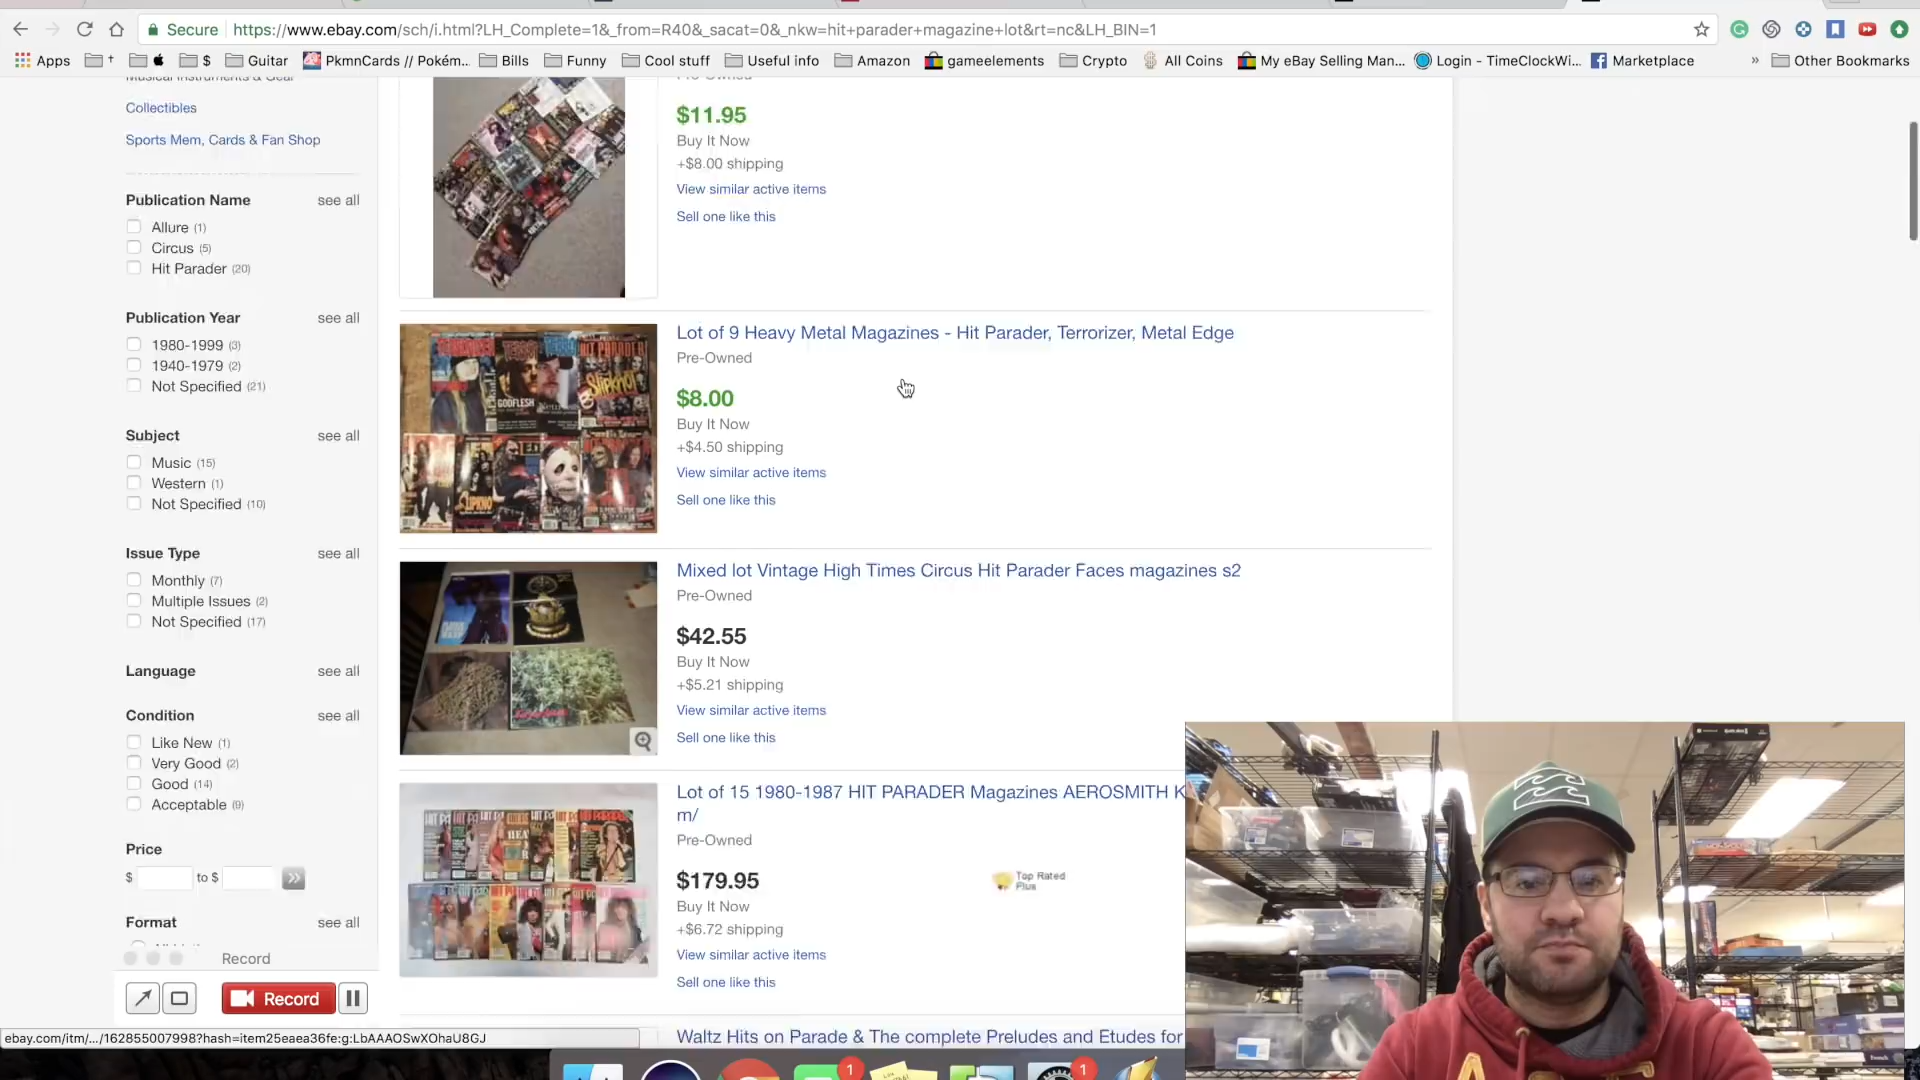 Secure
https://www.ebay.com/sch/i.html?LH_Complete=1&_from=R40&_sacat=0&_nkw=hit+parader+magazine+lot&rt=nc&LH_BIN=1
Apps
$
Guitar
PkmnCards // Pokém...
Bills
Funny
Cool stuff
Useful info
Amazon
gameelements
Crypto
All Coins
My eBay Selling Man...
Login - TimeClockWi...
Marketplace
»
Other Bookmarks
Musical Instruments & Gear
Collectibles
Sports Mem, Cards & Fan Shop
Publication Name see all
Allure (1)
Circus (5)
Hit Parader (20)
Publication Year see all
1980-1999 (3)
1940-1979 (2)
Not Specified (21)
Subject see all
Music (15)
Western (1)
Not Specified (10)
Issue Type see all
Monthly (7)
Multiple Issues (2)
Not Specified (17)
Language see all
Condition see all
Like New (1)
Very Good (2)
Good (14)
Acceptable (9)
Price
$ to $ »
Format see all
Record
Record
Pre-Owned
$11.95
Buy It Now
+$8.00 shipping
View similar active items
Sell one like this
Lot of 9 Heavy Metal Magazines - Hit Parader, Terrorizer, Metal Edge
Pre-Owned
$8.00
Buy It Now
+$4.50 shipping
View similar active items
Sell one like this
Mixed lot Vintage High Times Circus Hit Parader Faces magazines s2
Pre-Owned
$42.55
Buy It Now
+$5.21 shipping
View similar active items
Sell one like this
Lot of 15 1980-1987 HIT PARADER Magazines AEROSMITH K
m/
Pre-Owned
$179.95
Buy It Now
+$6.72 shipping
View similar active items
Sell one like this
Top Rated
Plus
Waltz Hits on Parade & The complete Preludes and Etudes for
ebay.com/itm/.../162855007998?hash=item25eaea36fe:g:LbAAAOSwXOhaU8GJ
1
1